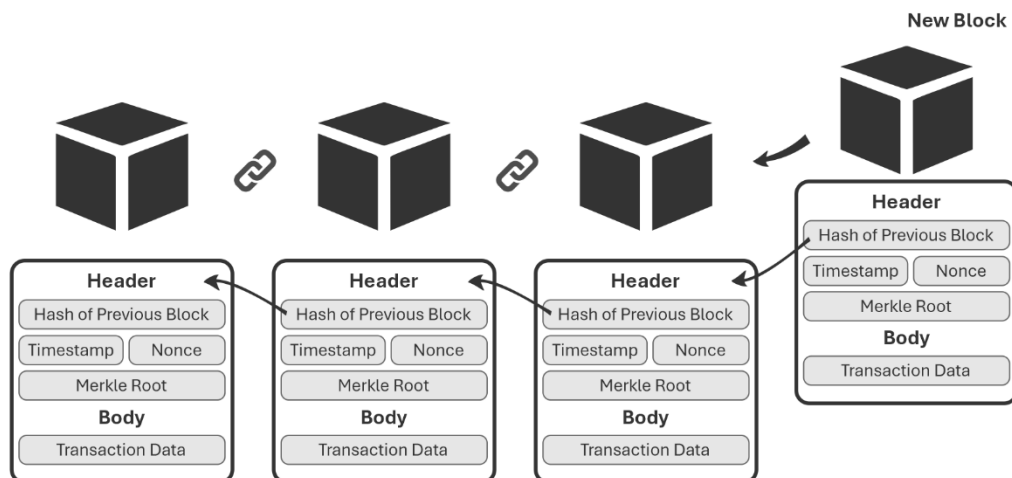 New Block
Header
Hash of Previous Block
Timestamp
Nonce
Merkle Root
Body
Transaction Data
Header
Hash of Previous Block
Timestamp
Nonce
Merkle Root
Body
Transaction Data
Header
Hash of Previous Block
Timestamp
Nonce
Merkle Root
Body
Transaction Data
Header
Hash of Previous Block
Timestamp
Nonce
Merkle Root
Body
Transaction Data